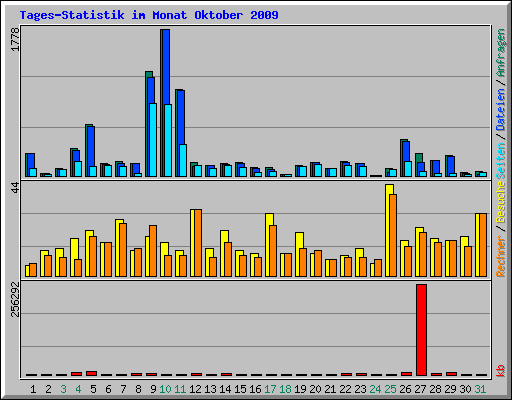 Tages-Statistik im Monat Oktober 2009
1778
44
256292
Rechner / Besuche Seiten / Dateien / Anfragen
kb
1 2 3 4 5 6 7 8 9 10 11 12 13 14 15 16 17 18 19 20 21 22 23 24 25 26 27 28 29 30 31